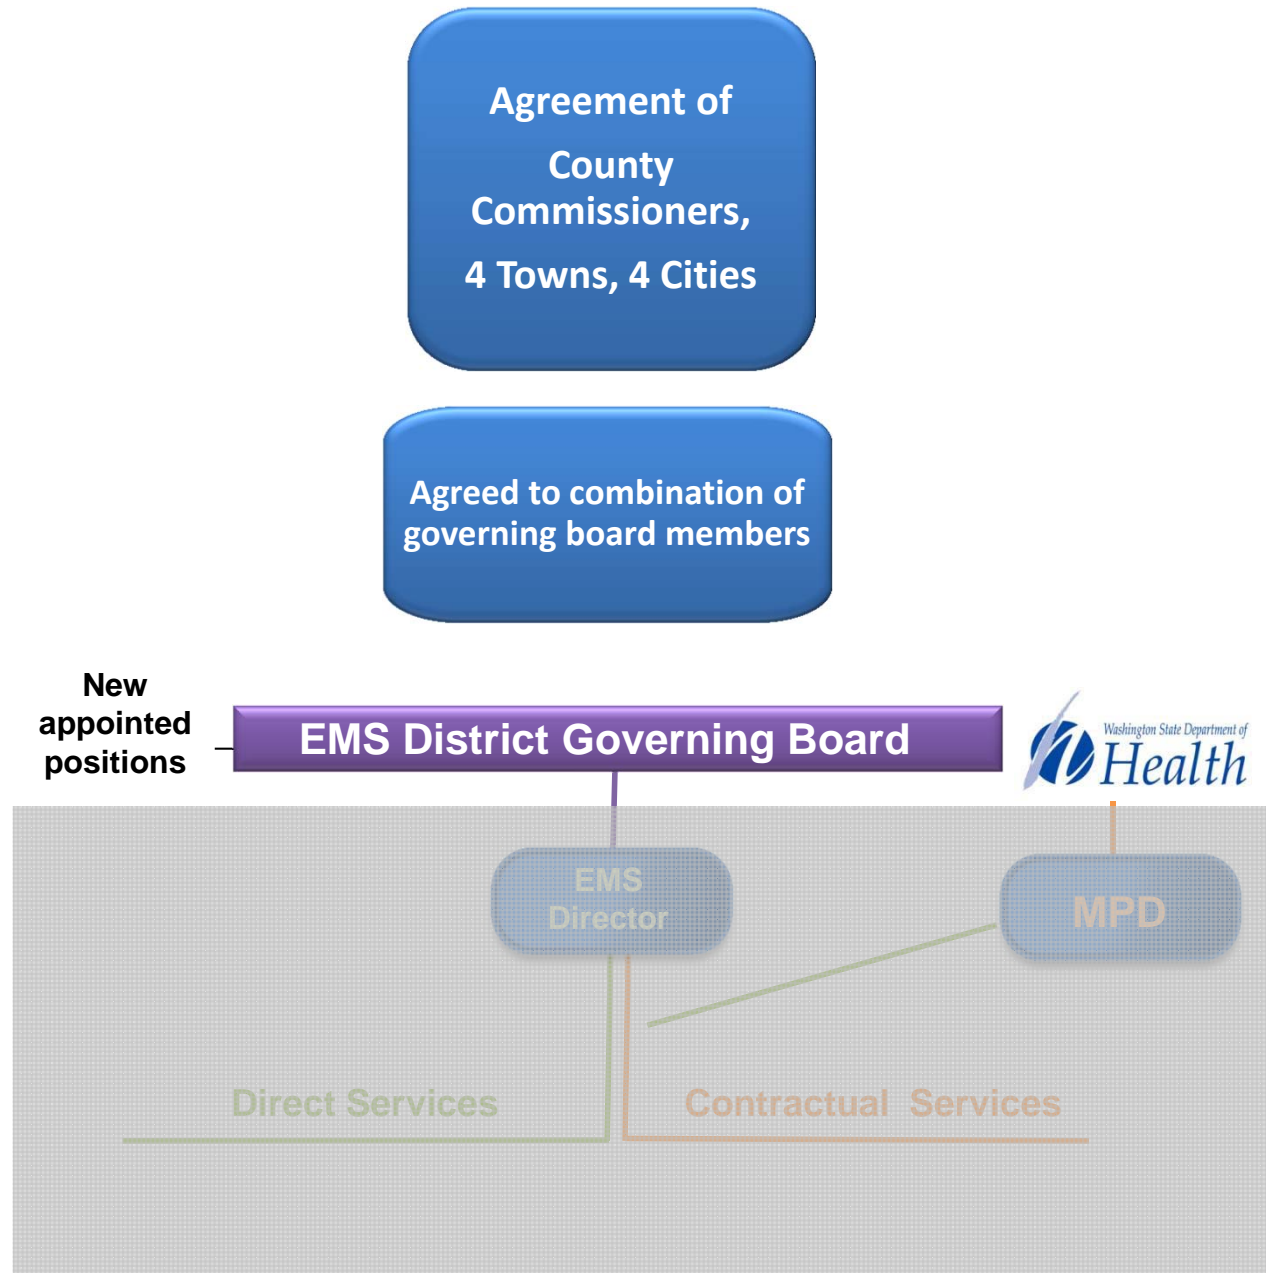 Agreement of
County
Commissioners,
4 Towns, 4 Cities
Agreed to combination of
governing board members
New
appointed
positions
EMS District Governing Board
Washington State Department of
Health
EMS
Director
MPD
Direct Services
Contractual Services